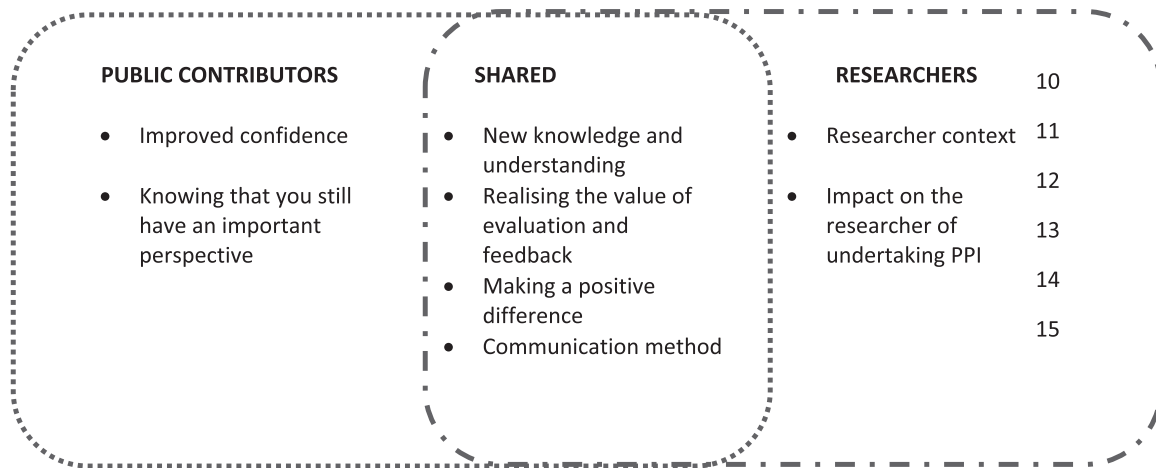 PUBLIC CONTRIBUTORS
• Improved confidence
• Knowing that you still
have an important
perspective
SHARED
• New knowledge and
understanding
• Realising the value of
evaluation and
feedback
• Making a positive
difference
• Communication method
RESEARCHERS
• Researcher context
• Impact on the
researcher of
undertaking PPI
10
11
12
13
14
15